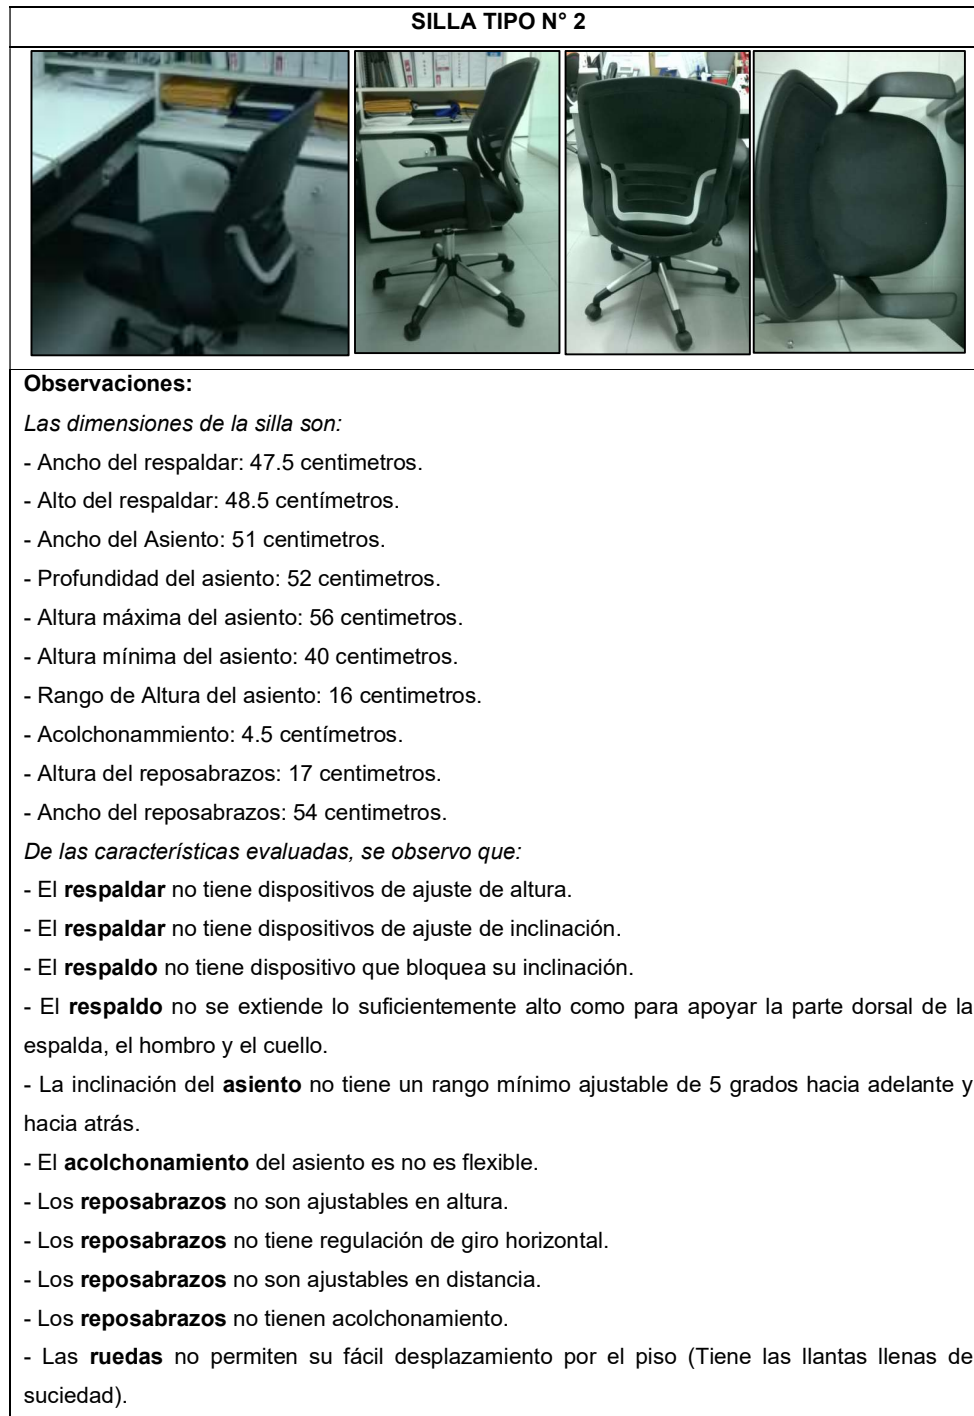 SILLA TIPO N° 2
Observaciones:
Las dimensiones de la silla son:
- Ancho del respaldar: 47.5 centimetros.
- Alto del respaldar: 48.5 centímetros.
- Ancho del Asiento: 51 centimetros.
- Profundidad del asiento: 52 centimetros.
- Altura máxima del asiento: 56 centimetros.
- Altura mínima del asiento: 40 centimetros.
- Rango de Altura del asiento: 16 centimetros.
- Acolchonammiento: 4.5 centímetros.
- Altura del reposabrazos: 17 centimetros.
- Ancho del reposabrazos: 54 centimetros.
De las características evaluadas, se observo que:
- El respaldar no tiene dispositivos de ajuste de altura.
- El respaldar no tiene dispositivos de ajuste de inclinación.
- El respaldo no tiene dispositivo que bloquea su inclinación.
- El respaldo no se extiende lo suficientemente alto como para apoyar la parte dorsal de la
espalda, el hombro y el cuello.
- La inclinación del asiento no tiene un rango mínimo ajustable de 5 grados hacia adelante y
hacia atrás.
- El acolchonamiento del asiento es no es flexible.
- Los reposabrazos no son ajustables en altura.
- Los reposabrazos no tiene regulación de giro horizontal.
- Los reposabrazos no son ajustables en distancia.
- Los reposabrazos no tienen acolchonamiento.
- Las ruedas no permiten su fácil desplazamiento por el piso (Tiene las llantas llenas de
suciedad).